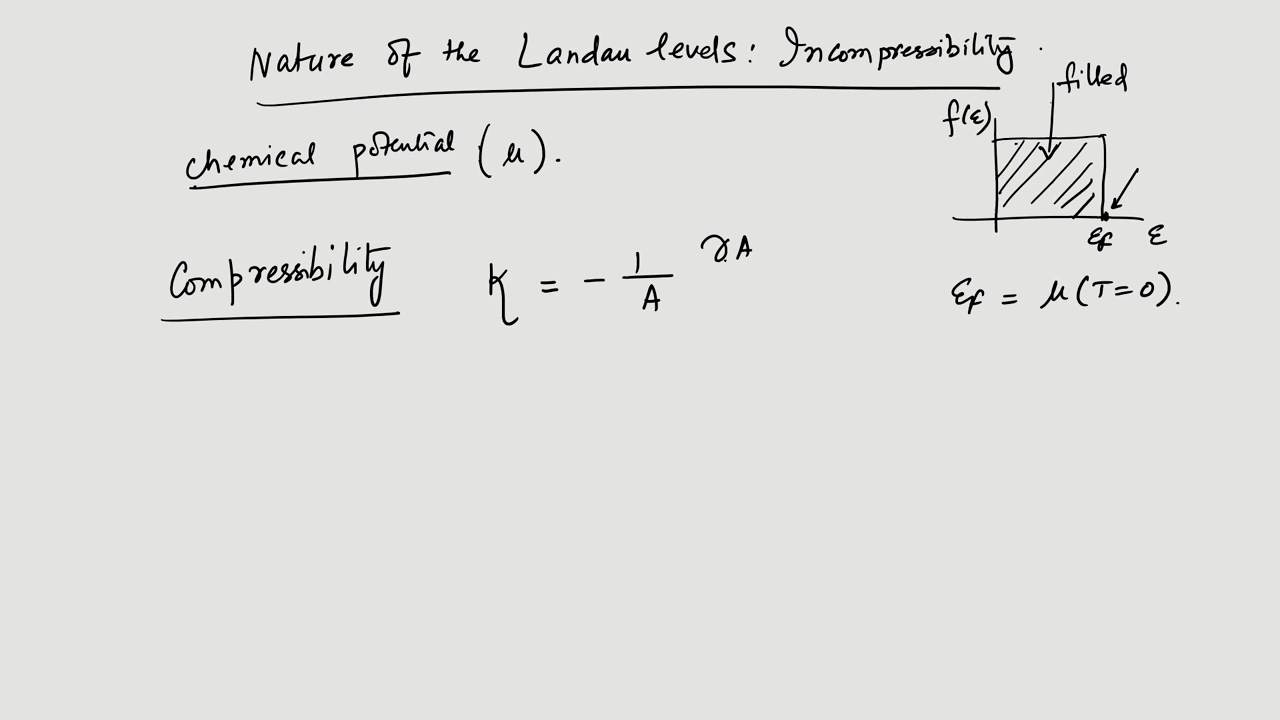 Nature of the Landau levels: Incompressibility.
filled
f(ε)
chemical potential (μ).
εf ε
Compressibility K = - 1/A ∂A
εf = μ(T=0).